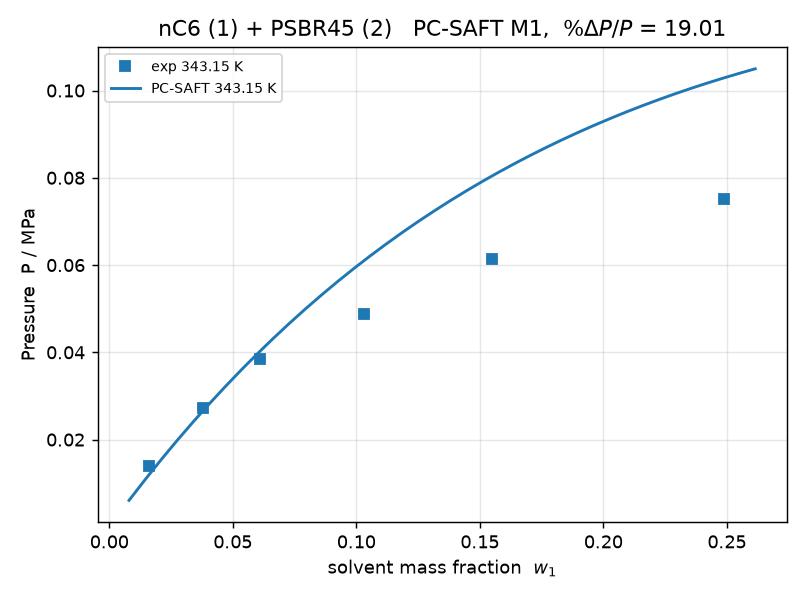 nC6 (1) + PSBR45 (2)   PC-SAFT M1,  %ΔP/P = 19.01
exp 343.15 K
PC-SAFT 343.15 K
Pressure  P / MPa
0.10
0.08
0.06
0.04
0.02
0.00 0.05 0.10 0.15 0.20 0.25
solvent mass fraction  w₁